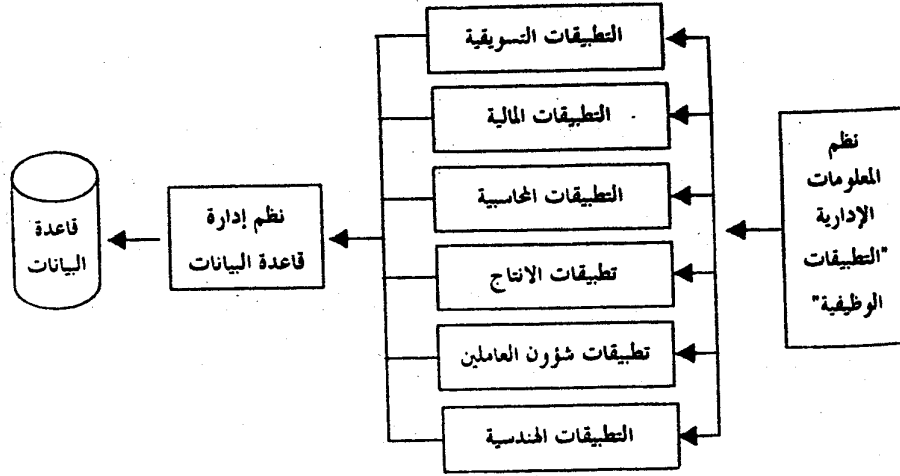 نظم
المعلومات
الإدارية
"التطبيقات
الوظيفية"
التطبيقات التسويقية
التطبيقات المالية
التطبيقات المحاسبية
تطبيقات الانتاج
تطبيقات شؤون العاملين
التطبيقات الهندسية
نظم إدارة
قاعدة البيانات
قاعدة
البيانات